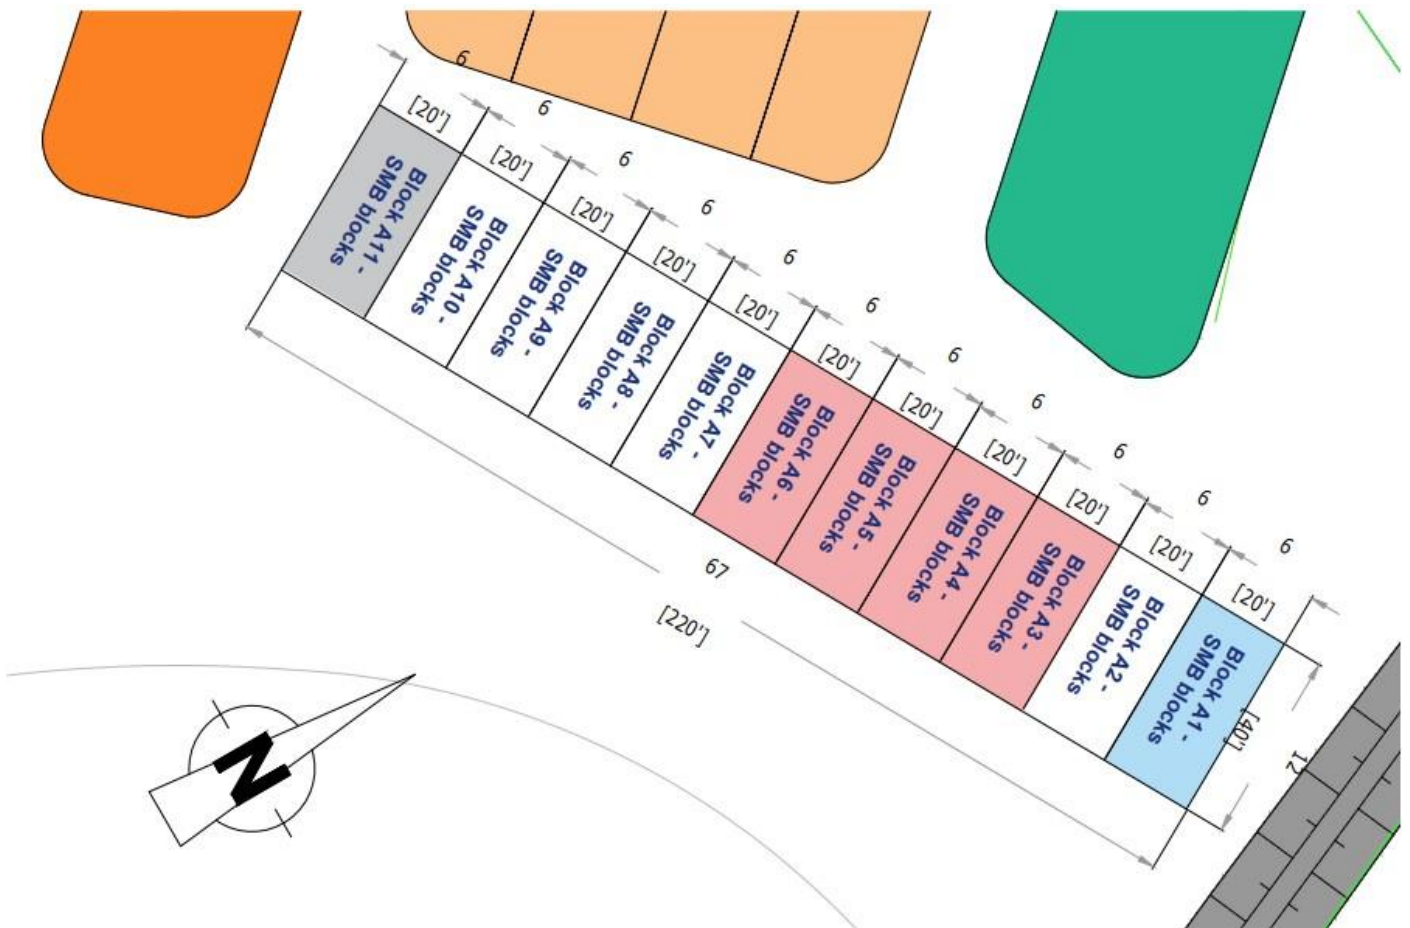 6
[20']
6
[20']
6
[20']
6
[20']
6
[20']
6
[20']
6
[20']
6
[20']
6
[20']
6
[20']
6
[20']
Block A11 -
SMB blocks
Block A10 -
SMB blocks
Block A9 -
SMB blocks
Block A8 -
SMB blocks
Block A7 -
SMB blocks
Block A6 -
SMB blocks
Block A5 -
SMB blocks
Block A4 -
SMB blocks
Block A3 -
SMB blocks
Block A2 -
SMB blocks
Block A1 -
SMB blocks
[40']
12
67
[220']
N